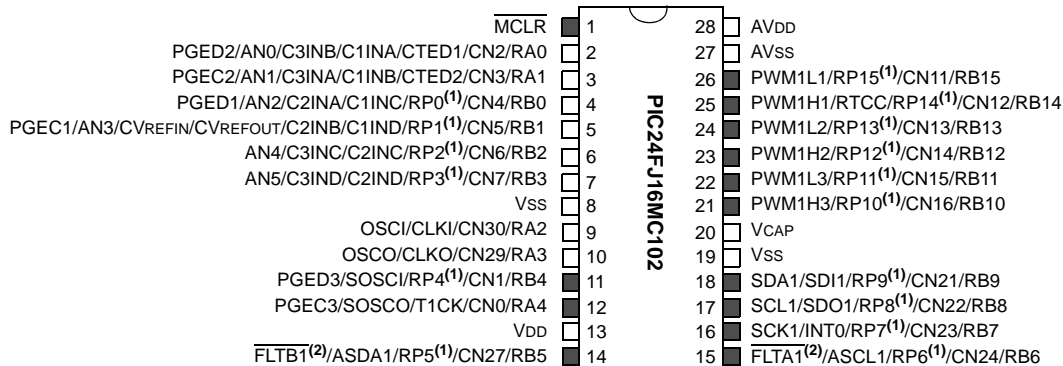 MCLR 1 28 AVDD
PGED2/AN0/C3INB/C1INA/CTED1/CN2/RA0 2 27 AVSS
PGEC2/AN1/C3INA/C1INB/CTED2/CN3/RA1 3 26 PWM1L1/RP15(1)/CN11/RB15
PGED1/AN2/C2INA/C1INC/RP0(1)/CN4/RB0 4 25 PWM1H1/RTCC/RP14(1)/CN12/RB14
PGEC1/AN3/CVREFIN/CVREFOUT/C2INB/C1IND/RP1(1)/CN5/RB1 5 24 PWM1L2/RP13(1)/CN13/RB13
AN4/C3INC/C2INC/RP2(1)/CN6/RB2 6 23 PWM1H2/RP12(1)/CN14/RB12
AN5/C3IND/C2IND/RP3(1)/CN7/RB3 7 22 PWM1L3/RP11(1)/CN15/RB11
VSS 8 21 PWM1H3/RP10(1)/CN16/RB10
OSCI/CLKI/CN30/RA2 9 20 VCAP
OSCO/CLKO/CN29/RA3 10 19 VSS
PGED3/SOSCI/RP4(1)/CN1/RB4 11 18 SDA1/SDI1/RP9(1)/CN21/RB9
PGEC3/SOSCO/T1CK/CN0/RA4 12 17 SCL1/SDO1/RP8(1)/CN22/RB8
VDD 13 16 SCK1/INT0/RP7(1)/CN23/RB7
FLTB1(2)/ASDA1/RP5(1)/CN27/RB5 14 15 FLTA1(2)/ASCL1/RP6(1)/CN24/RB6
PIC24FJ16MC102